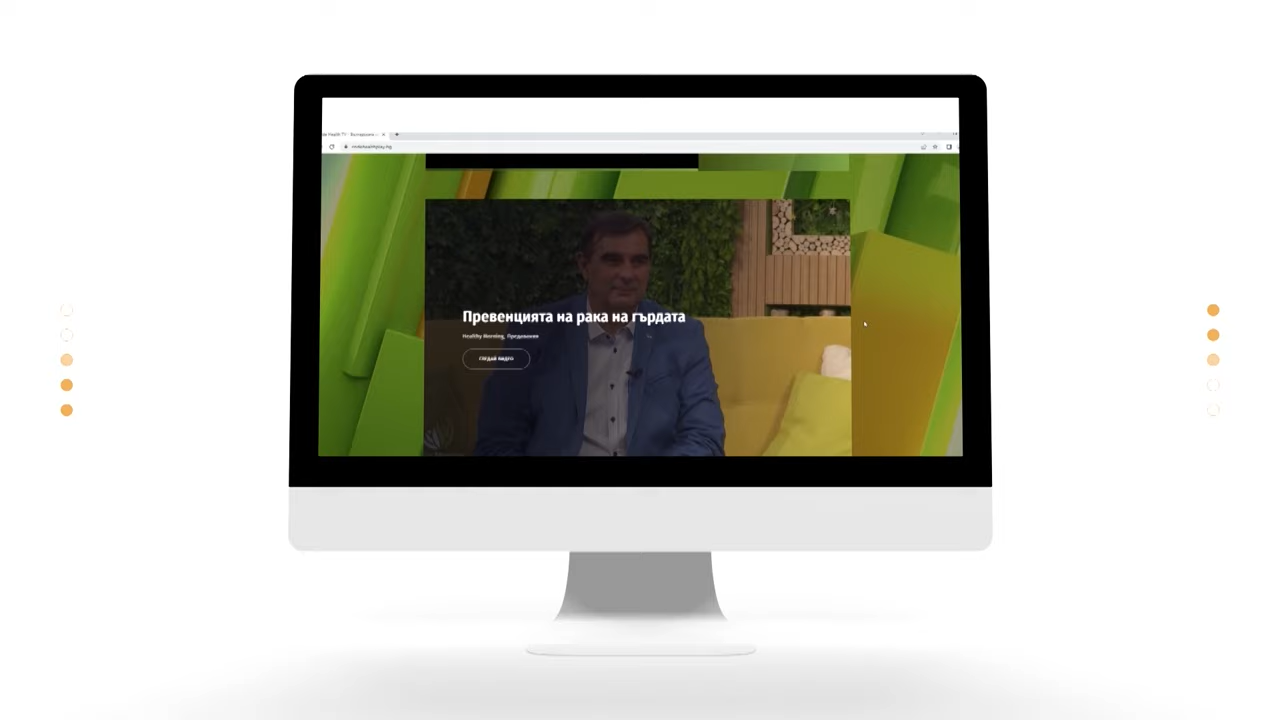 Превенцията на рака на гърдата
Healthy Morning, Предавания
ГЛЕДАЙ ВИДЕО